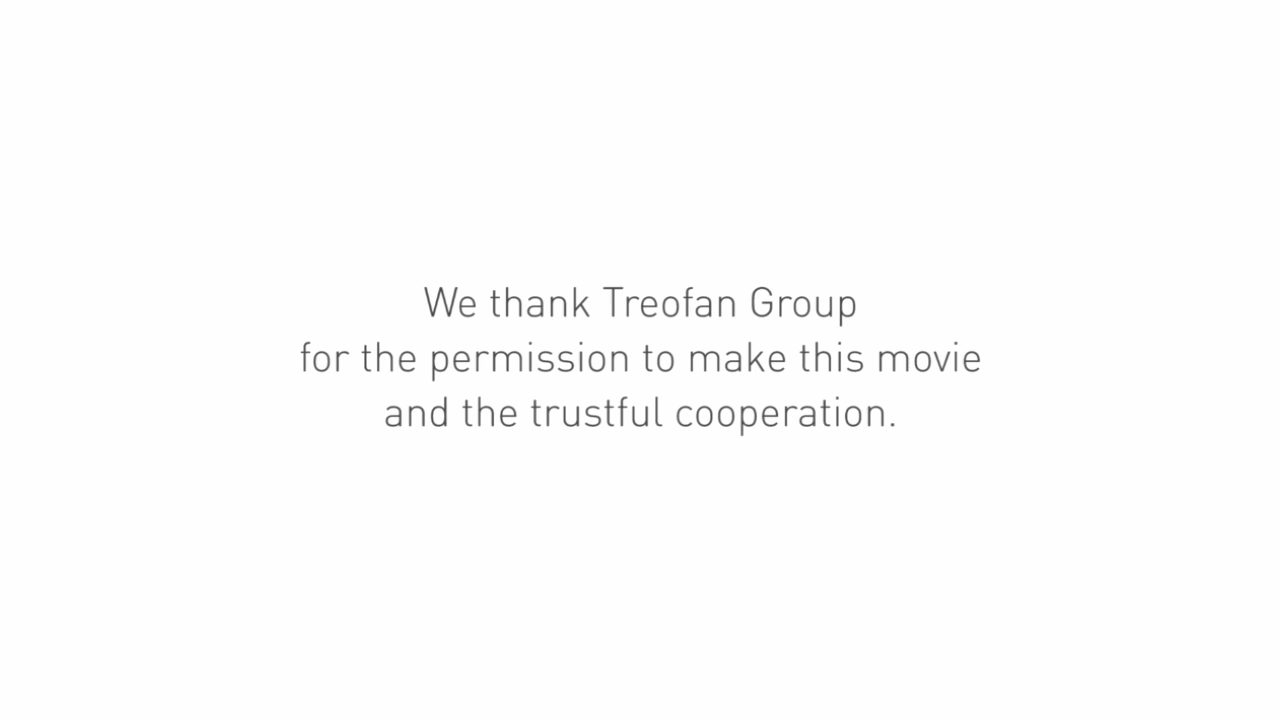 We thank Treofan Group
for the permission to make this movie
and the trustful cooperation.